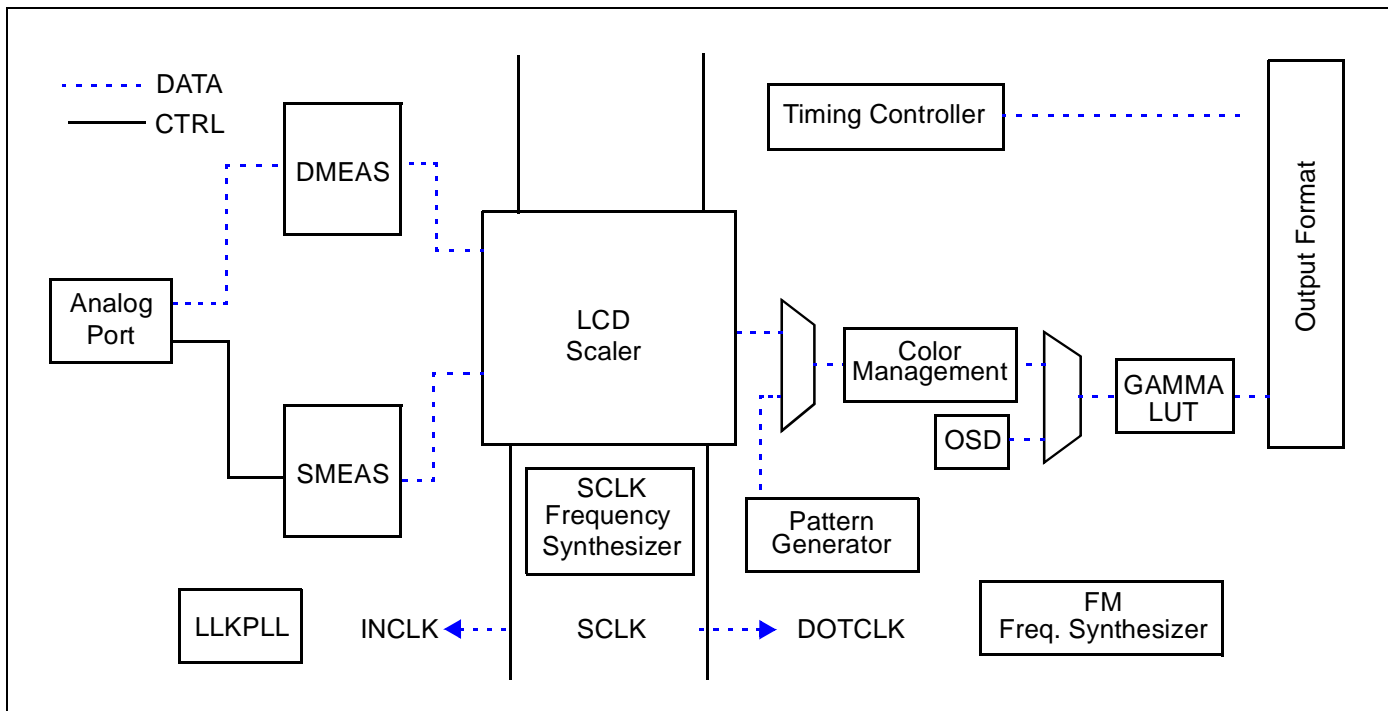 DATA
CTRL
DMEAS
Timing Controller
Output Format
Analog
Port
LCD
Scaler
Color
Management
GAMMA
LUT
OSD
SMEAS
SCLK
Frequency
Synthesizer
Pattern
Generator
LLKPLL
INCLK
SCLK
DOTCLK
FM
Freq. Synthesizer